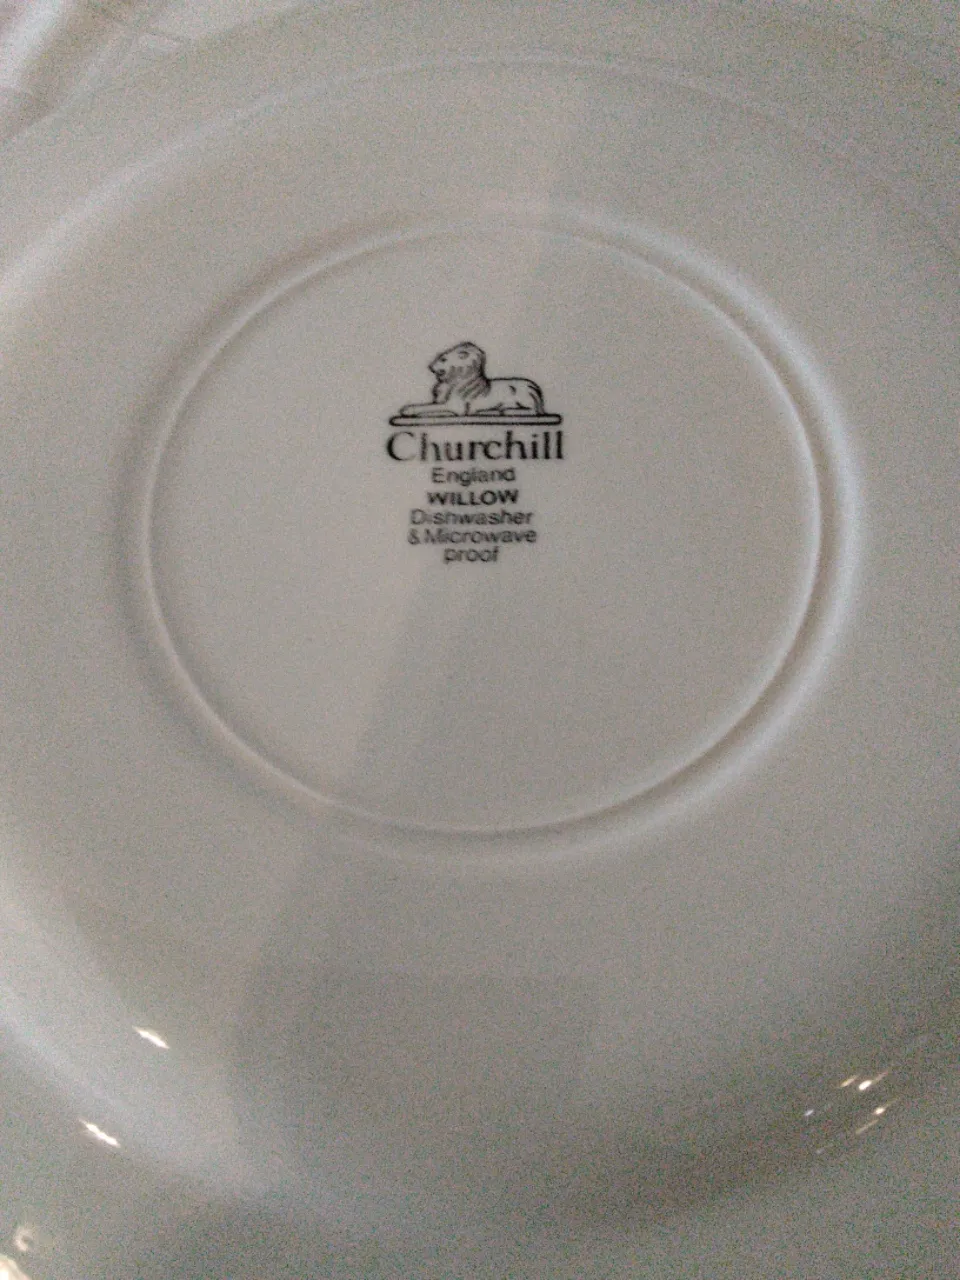 Churchill
England
WILLOW
Dishwasher
& Microwave
proof